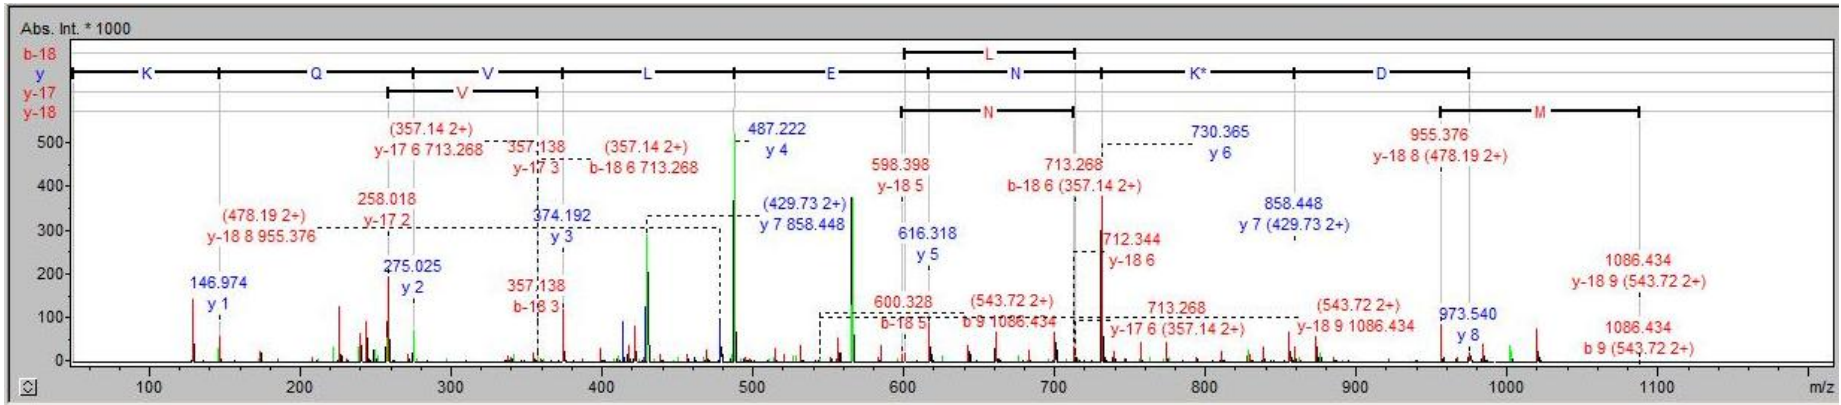 Abs. Int. * 1000
b-18
L
y
K
Q
V
L
E
N
K*
D
y-17
V
y-18
N
M
500
400
300
200
100
0
(357.14 2+)
y-17 6 713.268
357.138
y-17 3
(357.14 2+)
b-18 6 713.268
487.222
y 4
598.398
y-18 5
713.268
b-18 6 (357.14 2+)
730.365
y 6
955.376
y-18 8 (478.19 2+)
(478.19 2+)
y-18 8 955.376
258.018
y-17 2
374.192
y 3
(429.73 2+)
y 7 858.448
616.318
y 5
858.448
y 7 (429.73 2+)
712.344
y-18 6
146.974
y 1
275.025
y 2
357.138
b-18 3
600.328
b-18 5
(543.72 2+)
b 9 1086.434
713.268
y-17 6 (357.14 2+)
(543.72 2+)
y-18 9 1086.434
973.540
y 8
1086.434
y-18 9 (543.72 2+)
1086.434
b 9 (543.72 2+)
100
200
300
400
500
600
700
800
900
1000
1100
m/z